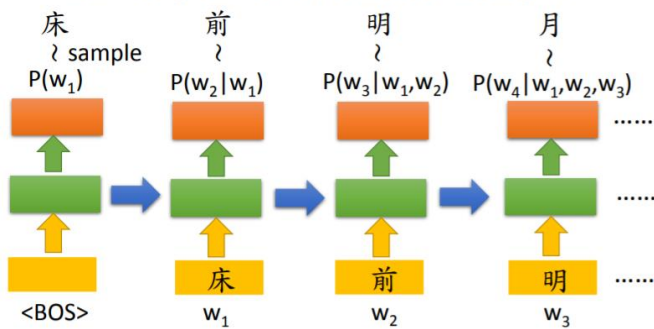 床 前 明 月
~ sample ~ ~ ~
P(w₁) P(w₂|w₁) P(w₃|w₁,w₂) P(w₄|w₁,w₂,w₃)
......
......
床 前 明 ......
<BOS> w₁ w₂ w₃